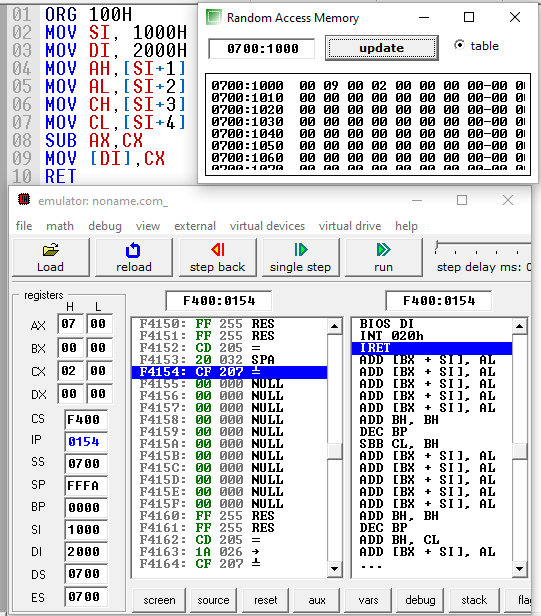 01 ORG 100H
02 MOV SI, 1000H
03 MOV DI, 2000H
04 MOV AH,[SI+1]
05 MOV AL,[SI+2]
06 MOV CH,[SI+3]
07 MOV CL,[SI+4]
08 SUB AX,CX
09 MOV [DI],CX
10 RET
Random Access Memory
0700:1000 update table
0700:1000 00 09 00 02 00 00 00 00-00 0
0700:1010 00 00 00 00 00 00 00 00-00 0
0700:1020 00 00 00 00 00 00 00 00-00 0
0700:1030 00 00 00 00 00 00 00 00-00 0
0700:1040 00 00 00 00 00 00 00 00-00 0
0700:1050 00 00 00 00 00 00 00 00-00 0
0700:1060 00 00 00 00 00 00 00 00-00 0
emulator: noname.com_
file math debug view external virtual devices virtual drive help
Load reload step back single step run step delay ms: 0
registers
H L
AX 07 00
BX 00 00
CX 02 00
DX 00 00
CS F400
IP 0154
SS 0700
SP FFFA
BP 0000
SI 1000
DI 2000
DS 0700
ES 0700
F400:0154
F4150: FF 255 RES
F4151: FF 255 RES
F4152: CD 205 =
F4153: 20 032 SPA
F4154: CF 207 ╧
F4155: 00 000 NULL
F4156: 00 000 NULL
F4157: 00 000 NULL
F4158: 00 000 NULL
F4159: 00 000 NULL
F415A: 00 000 NULL
F415B: 00 000 NULL
F415C: 00 000 NULL
F415D: 00 000 NULL
F415E: 00 000 NULL
F415F: 00 000 NULL
F4160: FF 255 RES
F4161: FF 255 RES
F4162: CD 205 =
F4163: 1A 026 →
F4164: CF 207 ╧
F400:0154
BIOS DI
INT 020h
IRET
ADD [BX + SI], AL
ADD [BX + SI], AL
ADD [BX + SI], AL
ADD [BX + SI], AL
ADD [BX + SI], AL
ADD BH, BH
DEC BP
SBB CL, BH
ADD [BX + SI], AL
ADD [BX + SI], AL
ADD [BX + SI], AL
ADD [BX + SI], AL
ADD [BX + SI], AL
ADD BH, BH
DEC BP
ADD BH, CL
ADD [BX + SI], AL
...
screen source reset aux vars debug stack flag